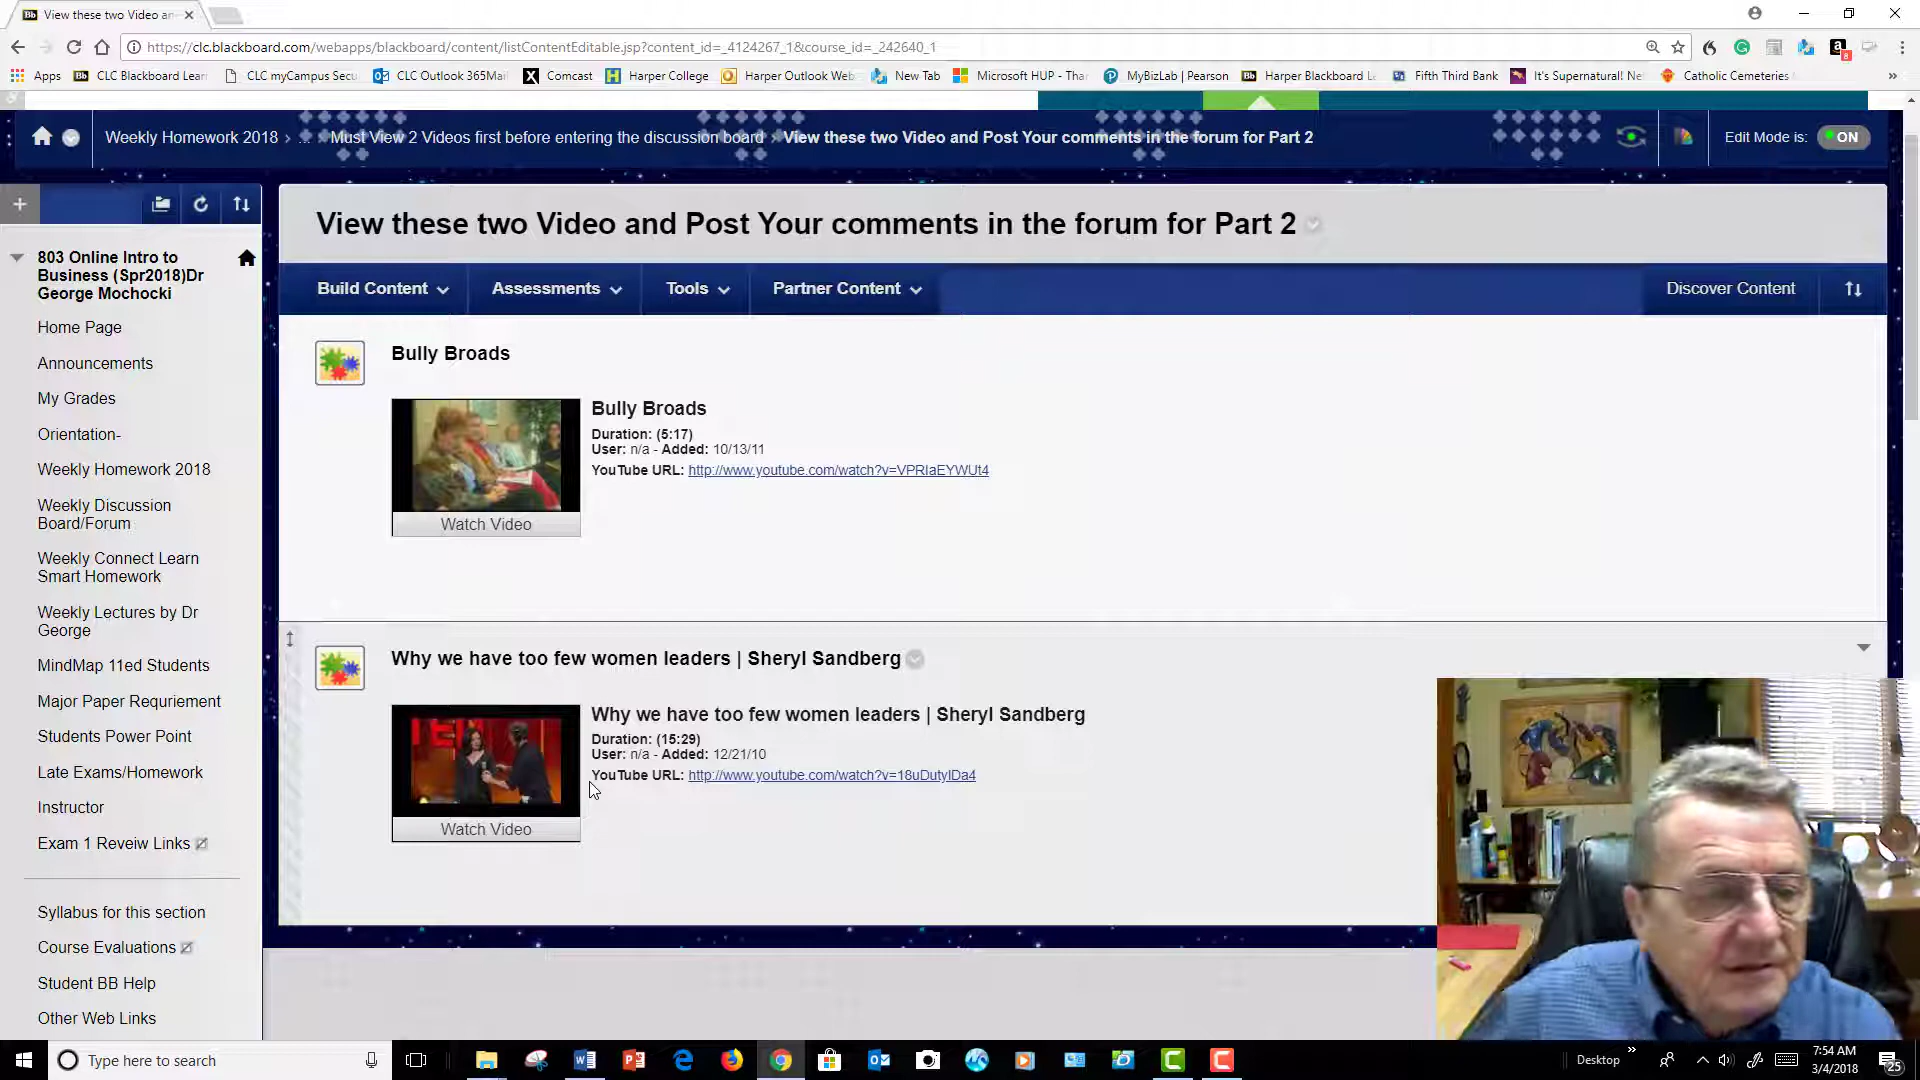 View these two Video an
https://clc.blackboard.com/webapps/blackboard/content/listContentEditable.jsp?content_id=_4124267_1&course_id=_242640_1
Apps
CLC Blackboard Learn
CLC myCampus Secu
CLC Outlook 365Mail
Comcast
Harper College
Harper Outlook Web
New Tab
Microsoft HUP - Tha
MyBizLab | Pearson
Harper Blackboard Le
Fifth Third Bank
It's Supernatural! Ne
Catholic Cemeteries
Weekly Homework 2018
...
Must View 2 Videos first before entering the discussion board
View these two Video and Post Your comments in the forum for Part 2
Edit Mode is:
ON
View these two Video and Post Your comments in the forum for Part 2
Build Content
Assessments
Tools
Partner Content
Discover Content
803 Online Intro to
Business (Spr2018)Dr
George Mochocki
Home Page
Announcements
My Grades
Orientation-
Weekly Homework 2018
Weekly Discussion
Board/Forum
Weekly Connect Learn
Smart Homework
Weekly Lectures by Dr
George
MindMap 11ed Students
Major Paper Requriement
Students Power Point
Late Exams/Homework
Instructor
Exam 1 Reveiw Links
Syllabus for this section
Course Evaluations
Student BB Help
Other Web Links
Bully Broads
Bully Broads
Duration: (5:17)
User: n/a - Added: 10/13/11
YouTube URL: http://www.youtube.com/watch?v=VPRIaEYWUt4
Watch Video
Why we have too few women leaders | Sheryl Sandberg
Why we have too few women leaders | Sheryl Sandberg
Duration: (15:29)
User: n/a - Added: 12/21/10
YouTube URL: http://www.youtube.com/watch?v=18uDutylDa4
Watch Video
Type here to search
Desktop
7:54 AM
3/4/2018
25